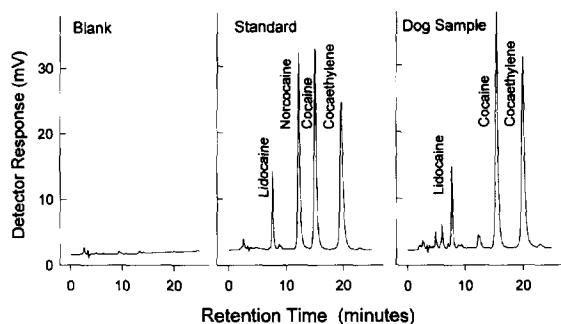 Blank
Standard
Dog Sample
Detector Response (mV)
30
20
10
0
Lidocaine
Norcocaine
Cocaine
Cocaethylene
Lidocaine
Cocaine
Cocaethylene
0 10 20
0 10 20
0 10 20
Retention Time (minutes)